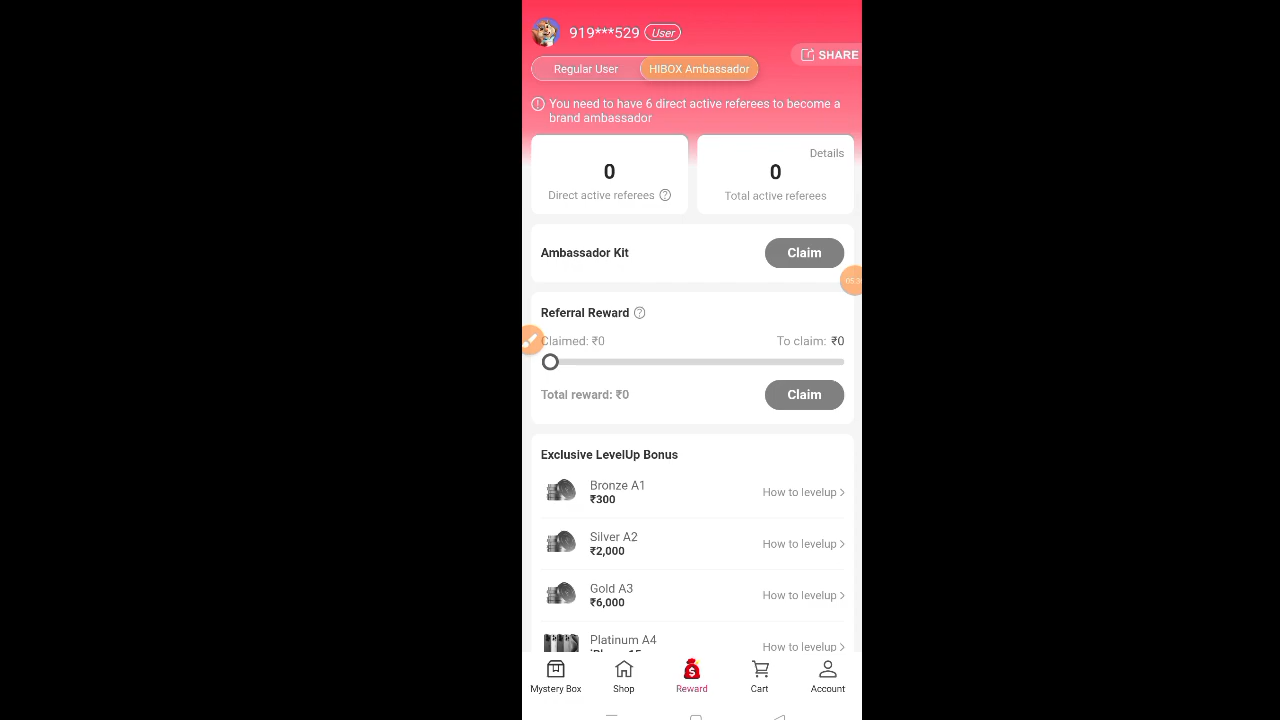 919***529 User
SHARE
Regular User HIBOX Ambassador
You need to have 6 direct active referees to become a
brand ambassador
Details
0 0
Direct active referees Total active referees
Ambassador Kit Claim
Referral Reward
Claimed: ₹0 To claim: ₹0
Total reward: ₹0 Claim
Exclusive LevelUp Bonus
Bronze A1
₹300 How to levelup >
Silver A2
₹2,000 How to levelup >
Gold A3
₹6,000 How to levelup >
Platinum A4
How to levelup >
Mystery Box Shop Reward Cart Account